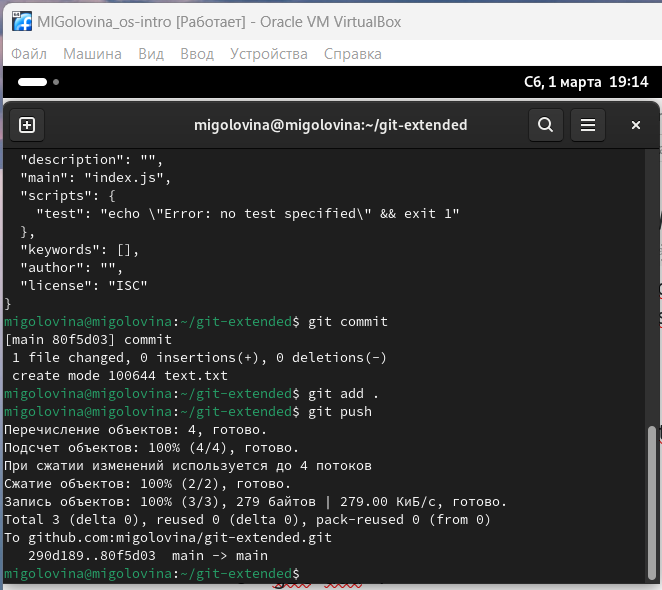 MIGolovina_os-intro [Работает] - Oracle VM VirtualBox
Файл Машина Вид Ввод Устройства Справка
Сб, 1 марта 19:14
migolovina@migolovina:~/git-extended
"description": "",
"main": "index.js",
"scripts": {
"test": "echo \"Error: no test specified\" && exit 1"
},
"keywords": [],
"author": "",
"license": "ISC"
}
migolovina@migolovina:~/git-extended$ git commit
[main 80f5d03] commit
1 file changed, 0 insertions(+), 0 deletions(-)
create mode 100644 text.txt
migolovina@migolovina:~/git-extended$ git add .
migolovina@migolovina:~/git-extended$ git push
Перечисление объектов: 4, готово.
Подсчет объектов: 100% (4/4), готово.
При сжатии изменений используется до 4 потоков
Сжатие объектов: 100% (2/2), готово.
Запись объектов: 100% (3/3), 279 байтов | 279.00 КиБ/с, готово.
Total 3 (delta 0), reused 0 (delta 0), pack-reused 0 (from 0)
To github.com:migolovina/git-extended.git
290d189..80f5d03 main -> main
migolovina@migolovina:~/git-extended$